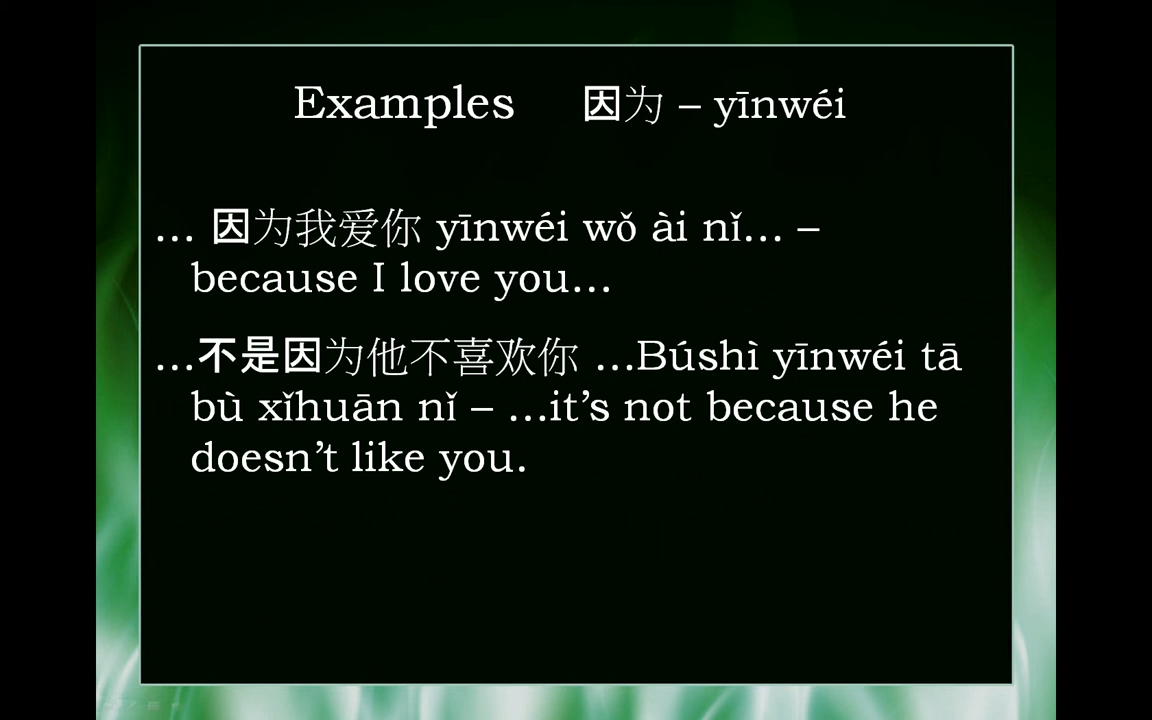 Examples 因为 – yīnwéi
… 因为我爱你 yīnwéi wǒ ài nǐ… –
because I love you…
…不是因为他不喜欢你 …Búshì yīnwéi tā
bù xǐhuān nǐ – …it’s not because he
doesn’t like you.